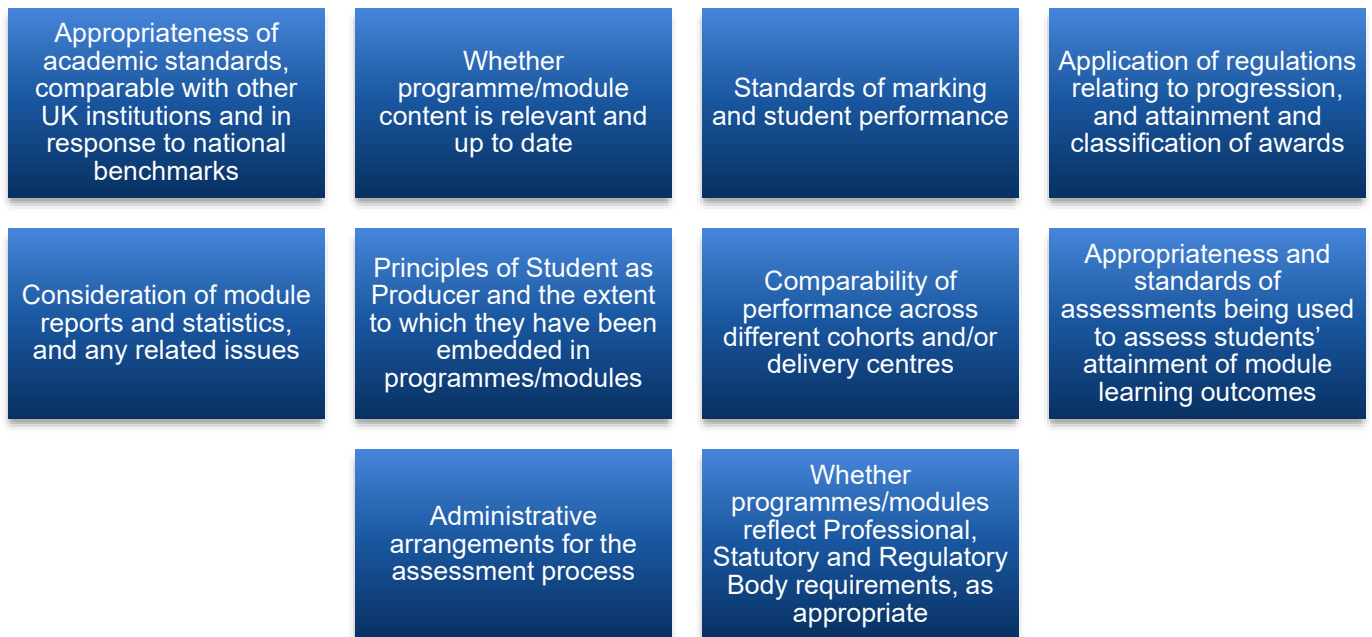 Appropriateness of
academic standards,
comparable with other
UK institutions and in
response to national
benchmarks
Whether
programme/module
content is relevant and
up to date
Standards of marking
and student performance
Application of regulations
relating to progression,
and attainment and
classification of awards
Consideration of module
reports and statistics,
and any related issues
Principles of Student as
Producer and the extent
to which they have been
embedded in
programmes/modules
Comparability of
performance across
different cohorts and/or
delivery centres
Appropriateness and
standards of
assessments being used
to assess students’
attainment of module
learning outcomes
Administrative
arrangements for the
assessment process
Whether
programmes/modules
reflect Professional,
Statutory and Regulatory
Body requirements, as
appropriate